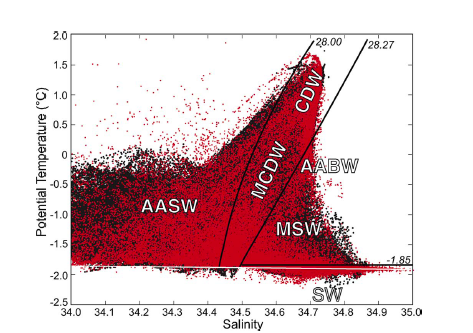 2.0
28.00
28.27
1.5
CDW
1.0
0.5
0
MCDW
AABW
-0.5
AASW
-1.0
MSW
-1.5
-1.85
-2.0
SW
-2.5
34.0 34.1 34.2 34.3 34.4 34.5 34.6 34.7 34.8 34.9 35.0
Salinity
Potential Temperature (°C)